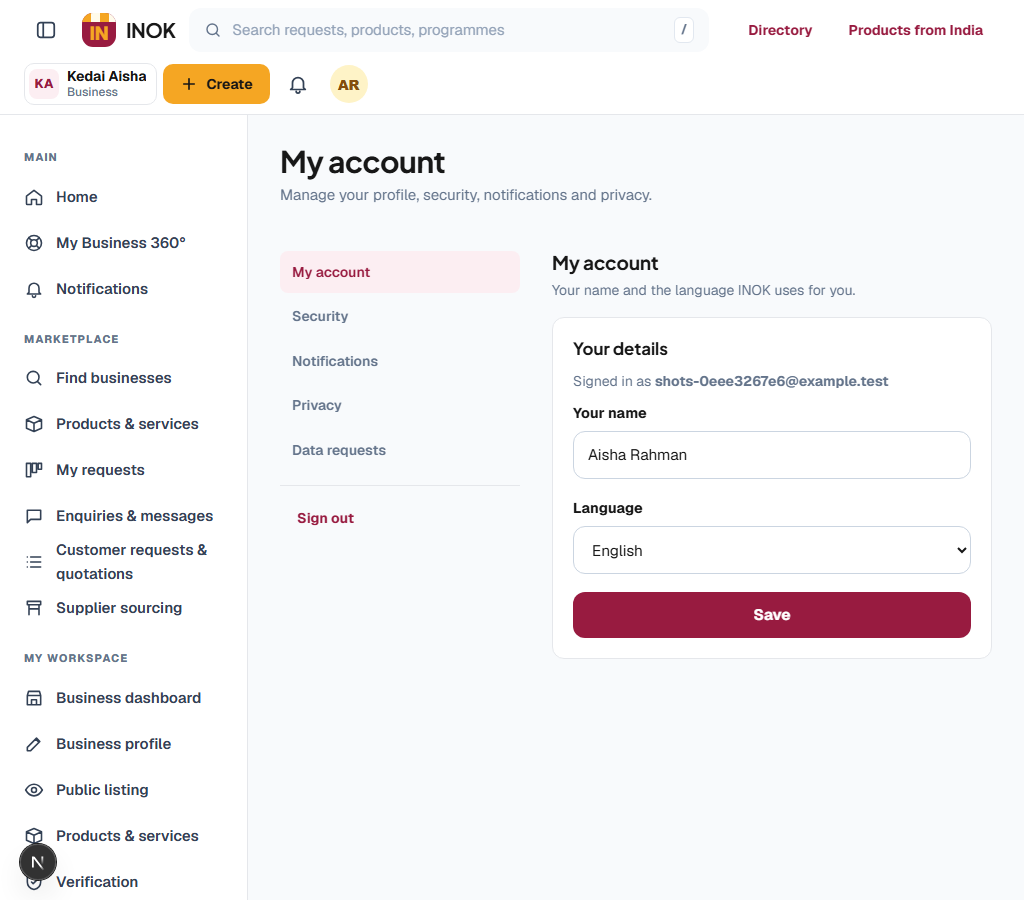 IN INOK
Search requests, products, programmes
/
Directory
Products from India
KA
Kedai Aisha
Business
Create
AR
MAIN
Home
My Business 360°
Notifications
MARKETPLACE
Find businesses
Products & services
My requests
Enquiries & messages
Customer requests &
quotations
Supplier sourcing
MY WORKSPACE
Business dashboard
Business profile
Public listing
Products & services
N
Verification
My account
Manage your profile, security, notifications and privacy.
My account
Security
Notifications
Privacy
Data requests
Sign out
My account
Your name and the language INOK uses for you.
Your details
Signed in as shots-0eee3267e6@example.test
Your name
Aisha Rahman
Language
English
Save